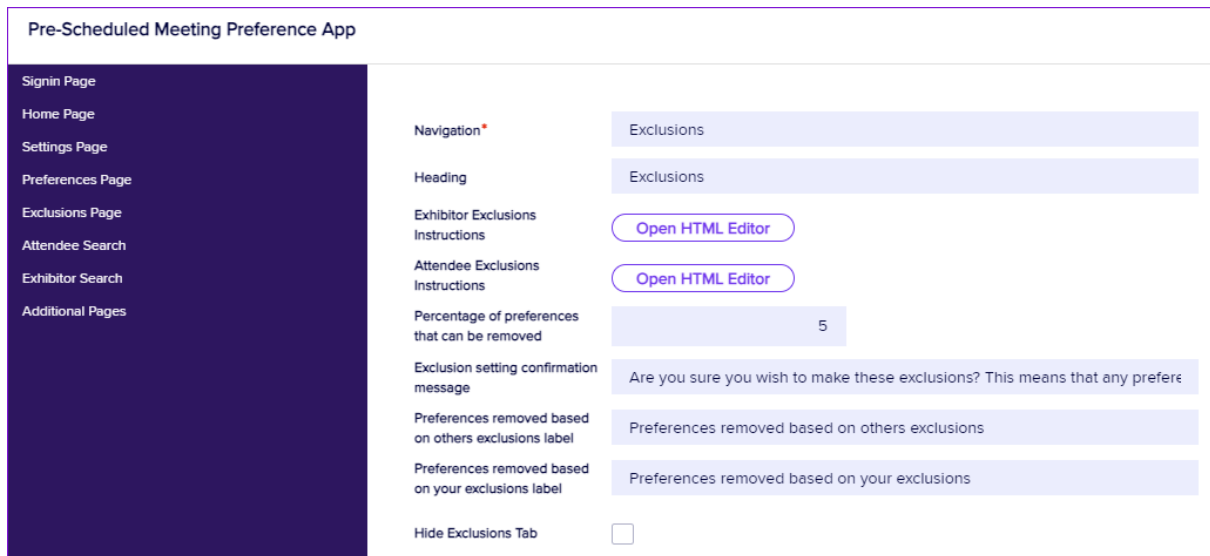 Pre-Scheduled Meeting Preference App
Signin Page
Home Page
Settings Page
Preferences Page
Exclusions Page
Attendee Search
Exhibitor Search
Additional Pages
Navigation*
Exclusions
Heading
Exclusions
Exhibitor Exclusions
Instructions
Open HTML Editor
Attendee Exclusions
Instructions
Open HTML Editor
Percentage of preferences
that can be removed
5
Exclusion setting confirmation
message
Are you sure you wish to make these exclusions? This means that any prefere
Preferences removed based
on others exclusions label
Preferences removed based on others exclusions
Preferences removed based
on your exclusions label
Preferences removed based on your exclusions
Hide Exclusions Tab